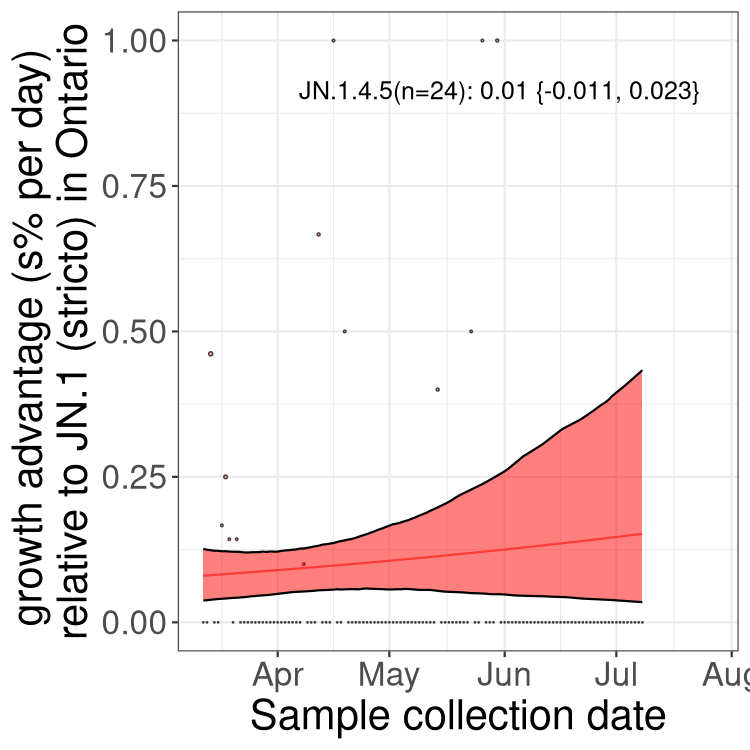 growth advantage (s% per day)
relative to JN.1 (stricto) in Ontario
1.00
0.75
0.50
0.25
0.00
JN.1.4.5(n=24): 0.01 {-0.011, 0.023}
Apr May Jun Jul Aug
Sample collection date